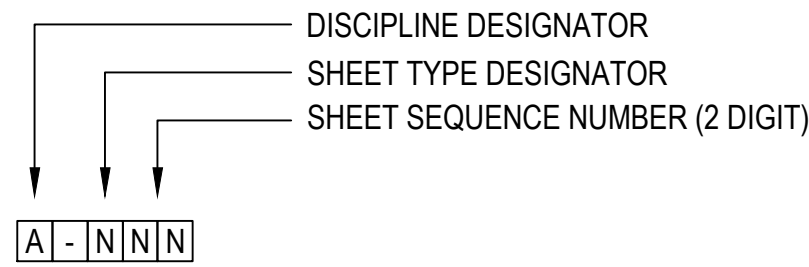 DISCIPLINE DESIGNATOR
SHEET TYPE DESIGNATOR
SHEET SEQUENCE NUMBER (2 DIGIT)
A - N N N